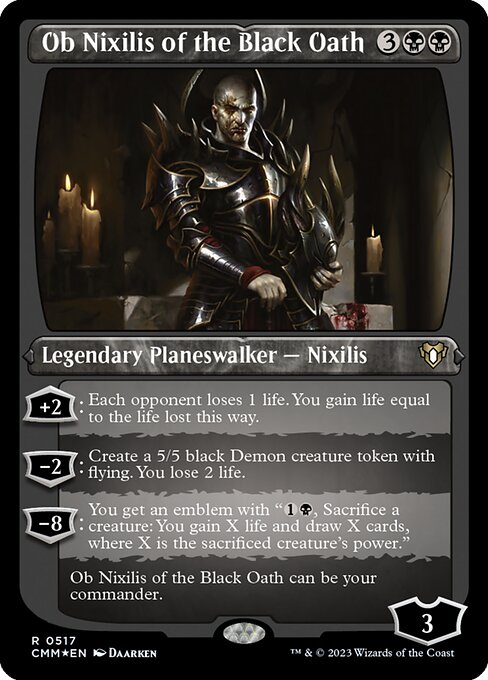 Ob Nixilis of the Black Oath 3
Legendary Planeswalker — Nixilis
+2: Each opponent loses 1 life. You gain life equal
to the life lost this way.
-2: Create a 5/5 black Demon creature token with
flying. You lose 2 life.
-8: You get an emblem with “1, Sacrifice a
creature: You gain X life and draw X cards,
where X is the sacrificed creature’s power.”
Ob Nixilis of the Black Oath can be your
commander.
3
R 0517
CMM★EN Daarken
™ & © 2023 Wizards of the Coast